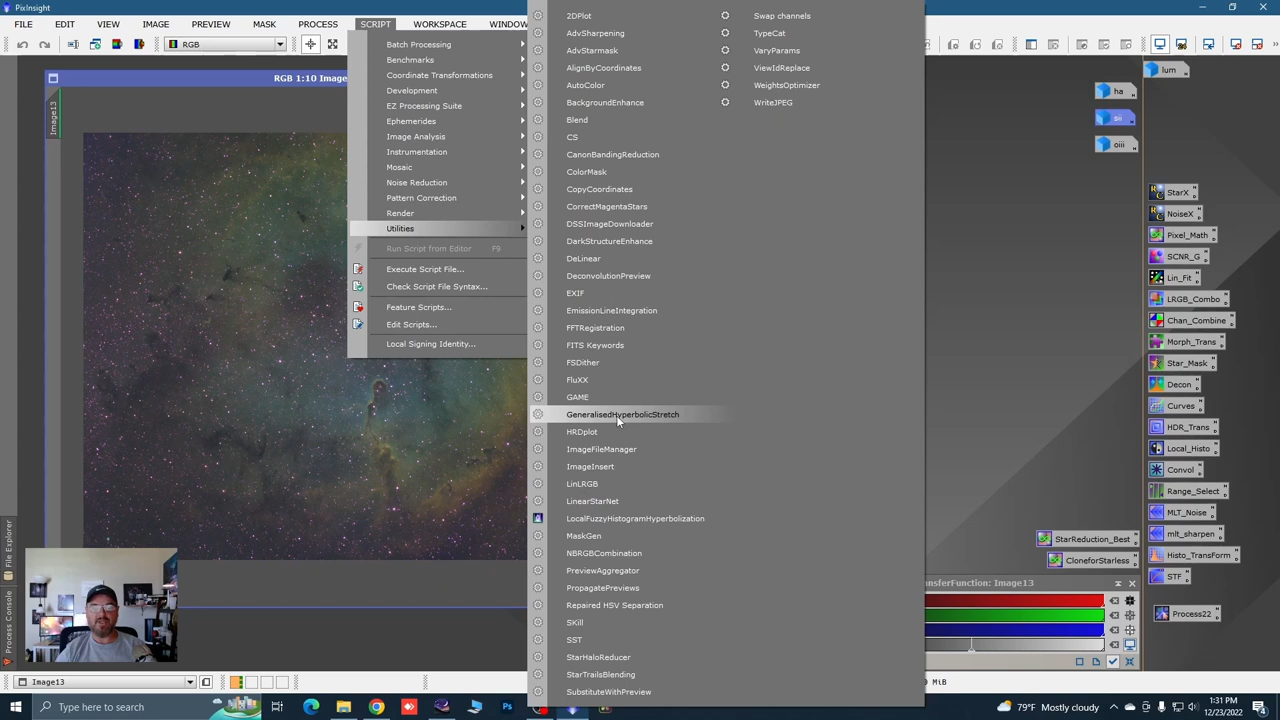 PixInsight
FILE EDIT VIEW PREVIEW MASK PROCESS SCRIPT WORKSPACE WINDOW
RGB
RGB 1:10 Image
Image13
Batch Processing
Benchmarks
Coordinate Transformations
Development
EZ Processing Suite
Ephemerides
Image Analysis
Instrumentation
Mosaic
Noise Reduction
Pattern Correction
Render
Utilities
Run Script from Editor F9
Execute Script File...
Check Script File Syntax...
Feature Scripts...
Edit Scripts...
Local Signing Identity...
2DPlot
AdvSharpening
AdvStarmask
AlignByCoordinates
AutoColor
BackgroundEnhance
Blend
CS
CanonBandingReduction
ColorMask
CopyCoordinates
CorrectMagentaStars
DSSImageDownloader
DarkStructureEnhance
DeLinear
DeconvolutionPreview
EXIF
EmissionLineIntegration
FFTRegistration
FITS Keywords
FSDither
FluXX
GAME
GeneralisedHyperbolicStretch
HRDplot
ImageFileManager
ImageInsert
LinLRGB
LinearStarNet
LocalFuzzyHistogramHyperbolization
MaskGen
NBRGBCombination
PreviewAggregator
PropagatePreviews
Repaired HSV Separation
SKill
SST
StarHaloReducer
StarTrailsBlending
SubstituteWithPreview
Swap channels
TypeCat
VaryParams
ViewIdReplace
WeightsOptimizer
WriteJPEG
lum
ha
sii
oiii
StarX
NoiseX
Pixel_Math
SCNR_G
Lin_Fit
LRGB_Combo
Chan_Combine
Morph_Trans
Star_Mask
Decon
Curves
HDR_Trans
Local_Histo
Convol
Range_Select
MLT_Noise
mlt_sharpen
Histo_TransForm
STF
StarReduction_Best
CloneforStarless
Process22
nsferFunction: Image13
Process Console
Image13
Type here to search
77°F Mostly cloudy
1:31 PM
12/6/2022